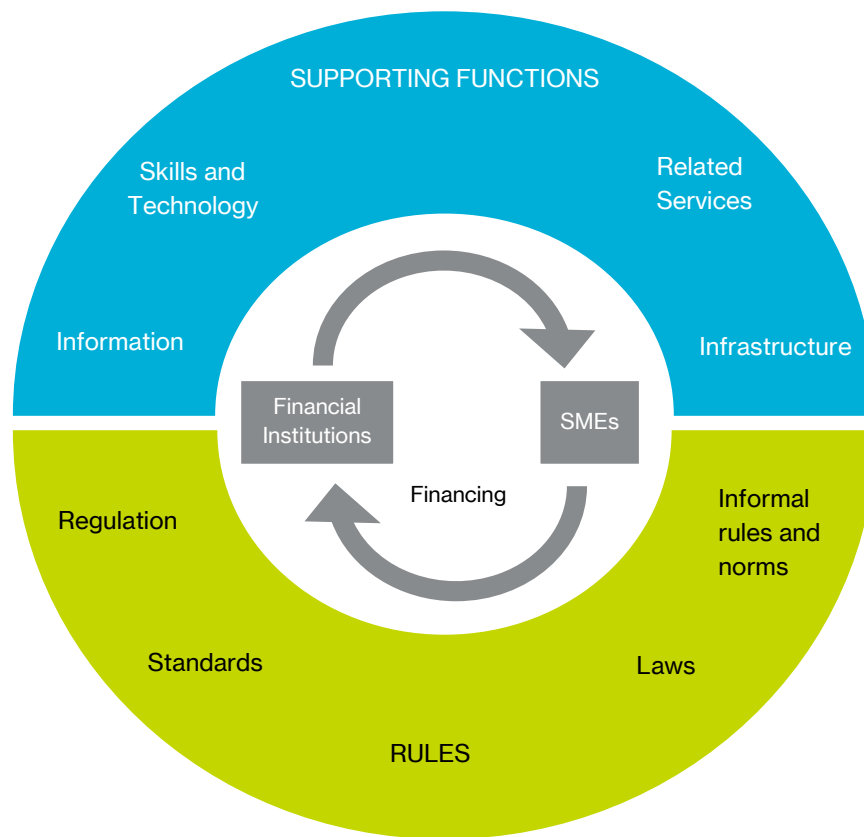 SUPPORTING FUNCTIONS
Skills and
Technology
Related
Services
Information
Infrastructure
Financial
Institutions
SMEs
Financing
Regulation
Informal
rules and
norms
Standards
Laws
RULES